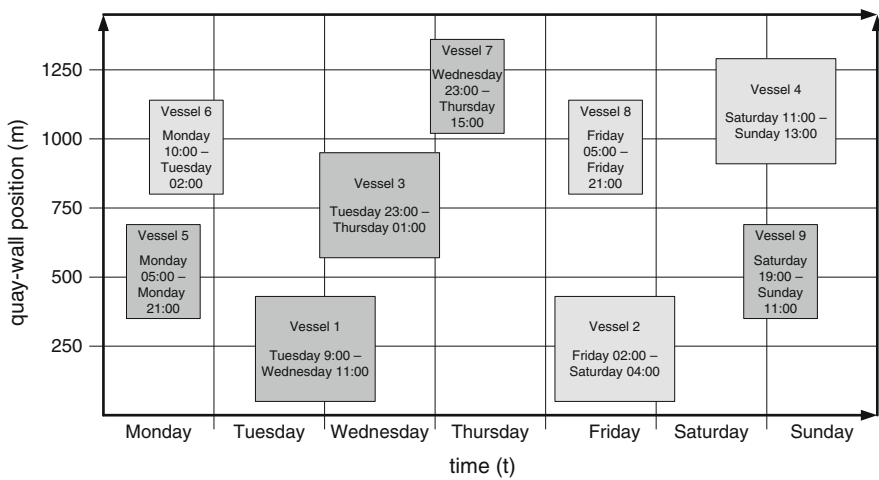 quay-wall position (m)
1250
1000
750
500
250
Vessel 7
Wednesday
23:00 –
Thursday
15:00
Vessel 6
Monday
10:00 –
Tuesday
02:00
Vessel 8
Friday
05:00 –
Friday
21:00
Vessel 4
Saturday 11:00 –
Sunday 13:00
Vessel 3
Tuesday 23:00 –
Thursday 01:00
Vessel 5
Monday
05:00 –
Monday
21:00
Vessel 9
Saturday
19:00 –
Sunday
11:00
Vessel 1
Tuesday 9:00 –
Wednesday 11:00
Vessel 2
Friday 02:00 –
Saturday 04:00
Monday
Tuesday
Wednesday
Thursday
Friday
Saturday
Sunday
time (t)